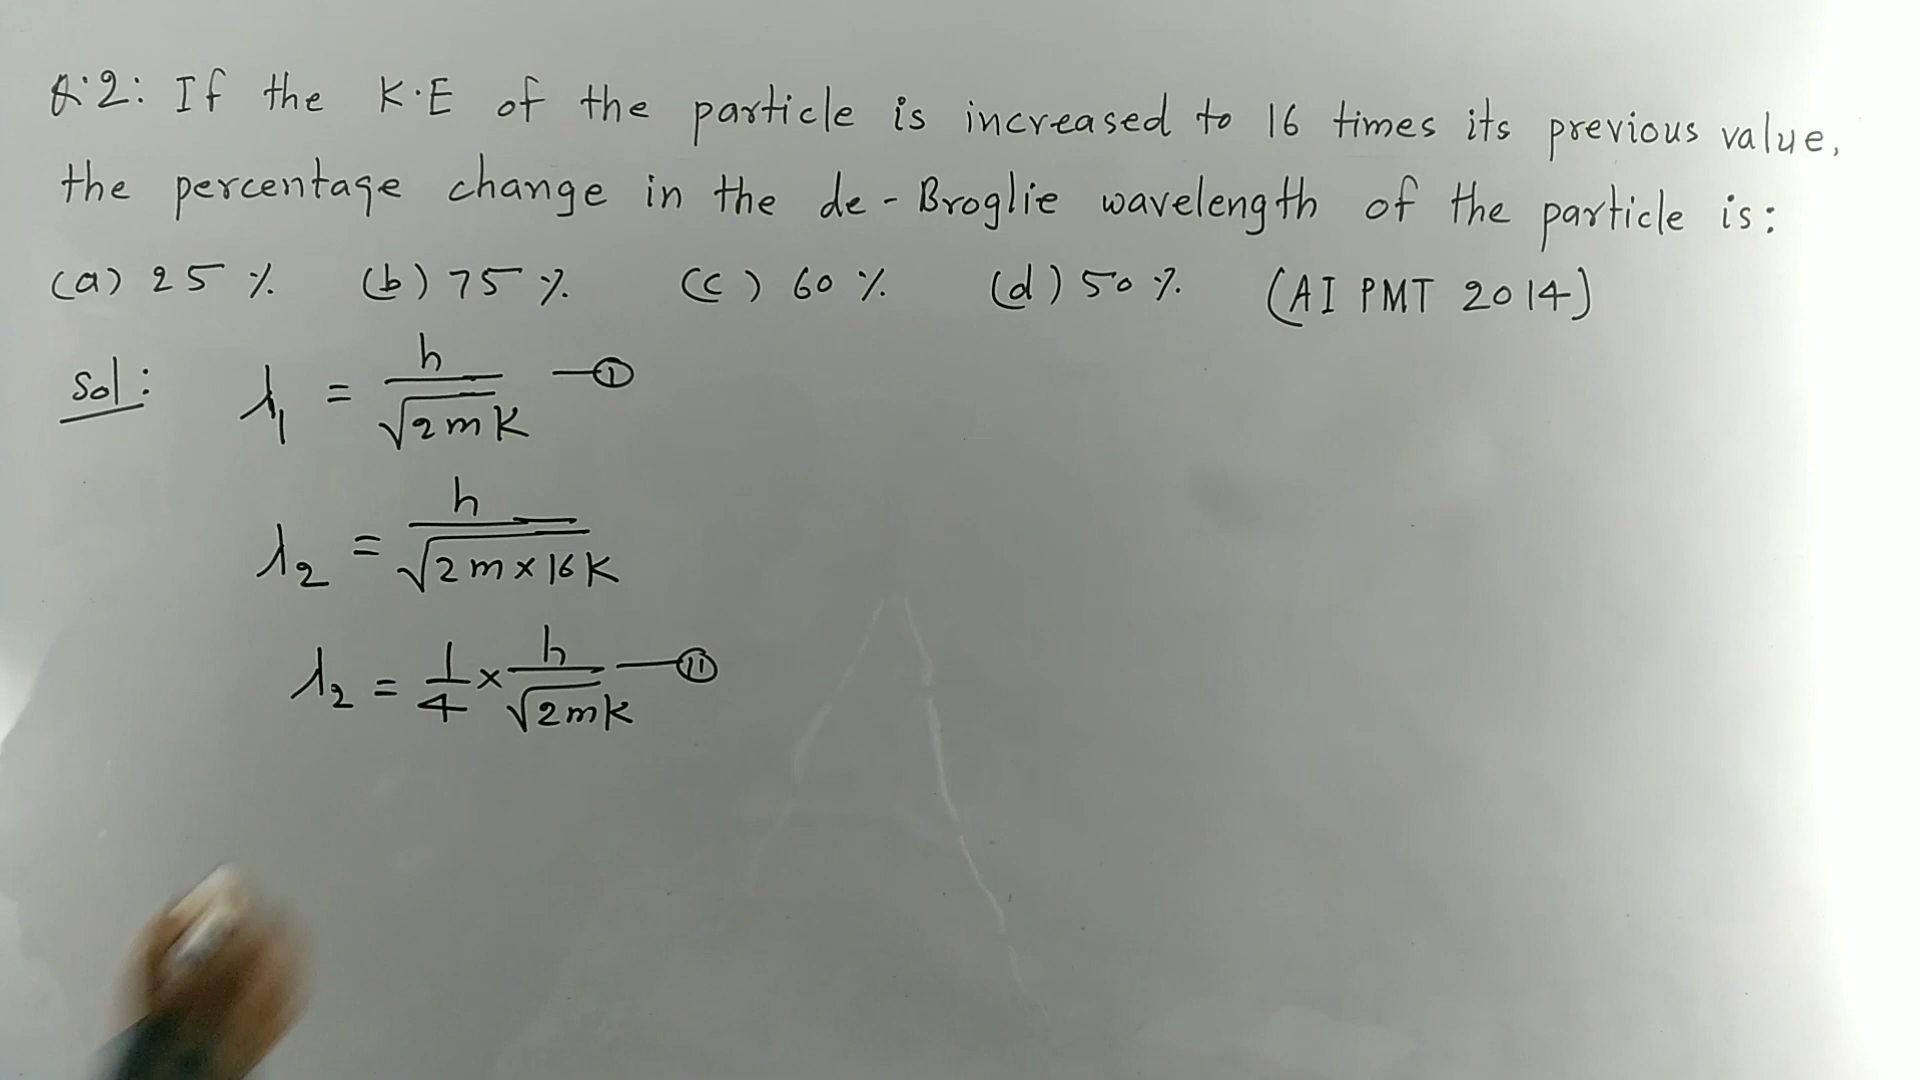 Q:2: If the K.E of the particle is increased to 16 times its previous value,
the percentage change in the de-Broglie wavelength of the particle is:
(a) 25 % (b) 75 % (c) 60 % (d) 50 % (AI PMT 2014)
Sol: λ₁ = h / √2mK —(I)
λ₂ = h / √2m×16K
λ₂ = 1/4 × h / √2mK —(II)